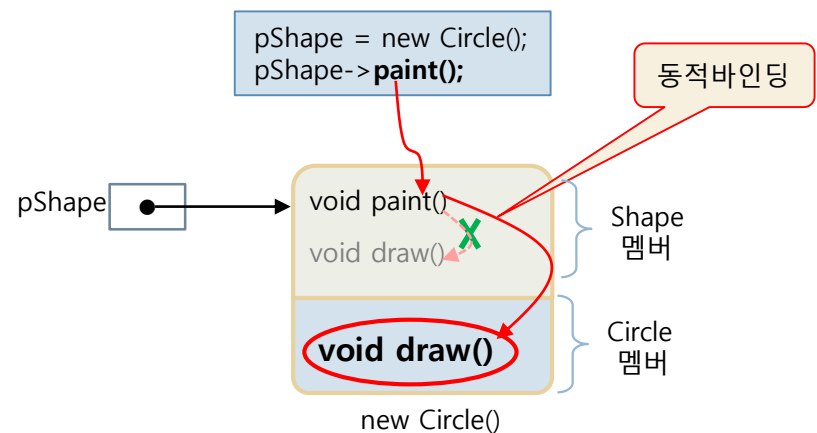 pShape = new Circle();
pShape->paint();
동적바인딩
pShape
void paint()
X
void draw()
Shape
멤버
void draw()
Circle
멤버
new Circle()